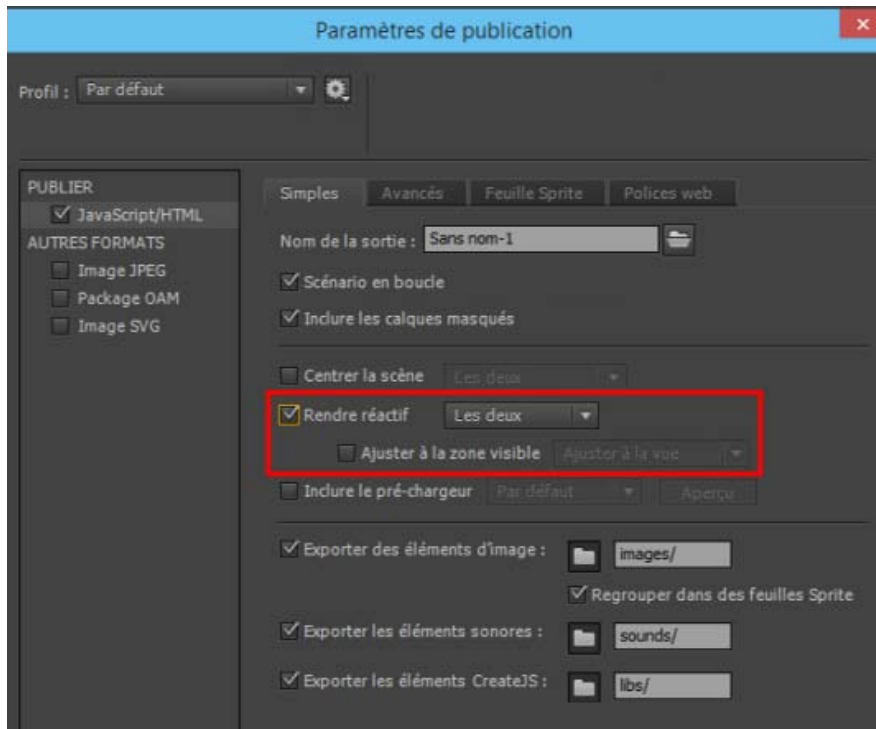 Paramètres de publication
Profil : Par défaut
PUBLIER
JavaScript/HTML
AUTRES FORMATS
Image JPEG
Package OAM
Image SVG
Simples Avancés Feuille Sprite Polices web
Nom de la sortie : Sans nom-1
Scénario en boucle
Inclure les calques masqués
Centrer la scène Les deux
Rendre réactif Les deux
Ajuster à la zone visible Ajuster à la vue
Inclure le pré-chargeur Par défaut Aperçu
Exporter des éléments d'image : images/
Regrouper dans des feuilles Sprite
Exporter les éléments sonores : sounds/
Exporter les éléments CreateJS : libs/